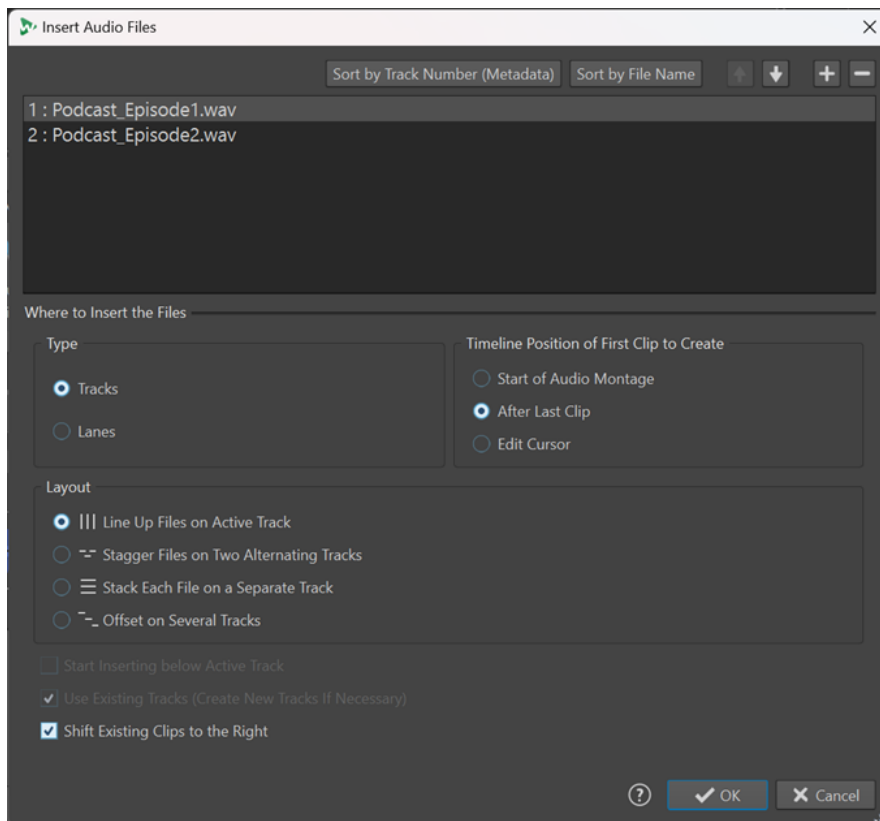 Insert Audio Files
Sort by Track Number (Metadata) Sort by File Name
1 : Podcast_Episode1.wav
2 : Podcast_Episode2.wav
Where to Insert the Files
Type
Tracks
Lanes
Timeline Position of First Clip to Create
Start of Audio Montage
After Last Clip
Edit Cursor
Layout
Line Up Files on Active Track
Stagger Files on Two Alternating Tracks
Stack Each File on a Separate Track
Offset on Several Tracks
Start Inserting below Active Track
Use Existing Tracks (Create New Tracks If Necessary)
Shift Existing Clips to the Right
? OK Cancel